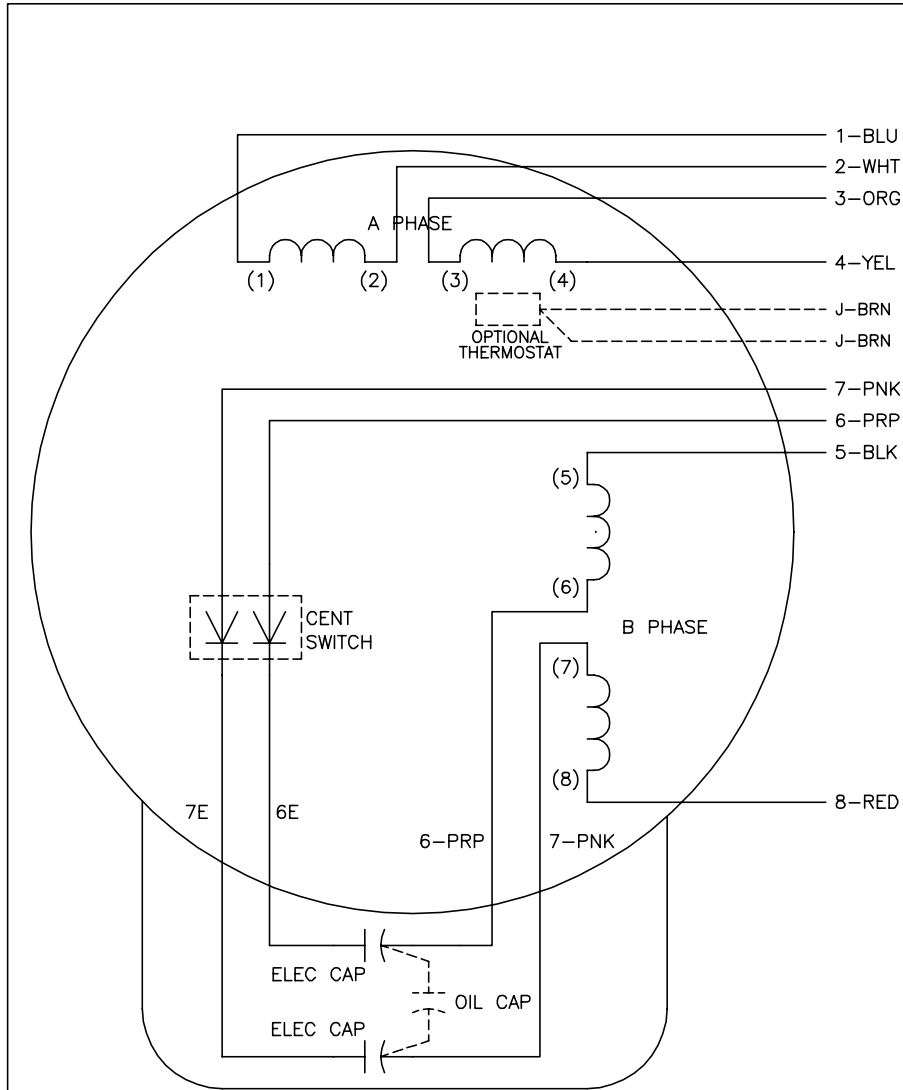 1-BLU
2-WHT
3-ORG
A PHASE
(1)
(2)
(3)
(4)
4-YEL
J-BRN
OPTIONAL
THERMOSTAT
J-BRN
7-PNK
6-PRP
5-BLK
(5)
(6)
CENT
SWITCH
B PHASE
(7)
(8)
8-RED
7E
6E
6-PRP
7-PNK
ELEC CAP
OIL CAP
ELEC CAP